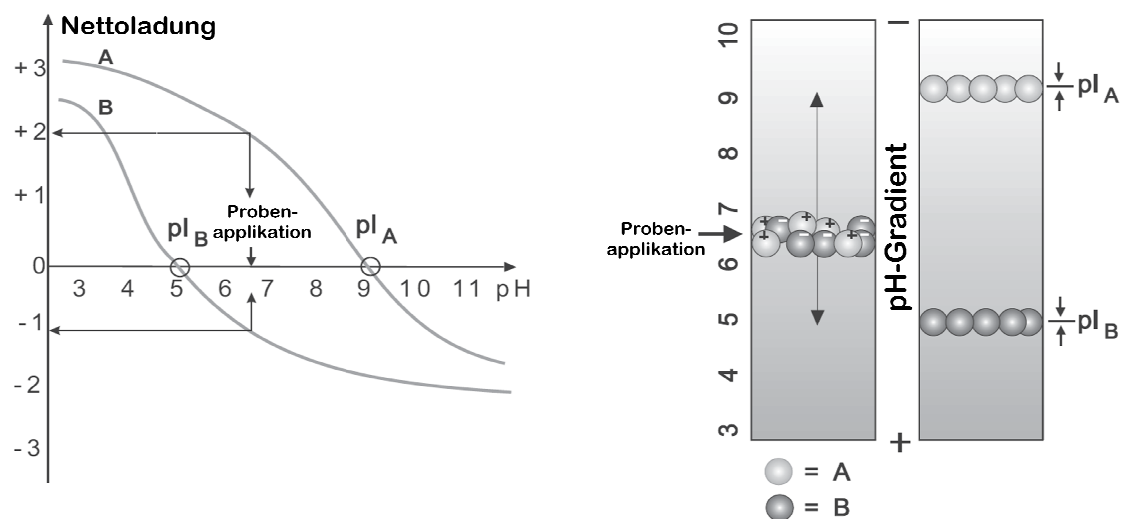 Nettoladung
+3
A
B
+2
+1
Proben-
applikation
pI B
pI A
0
3 4 5 6 7 8 9 10 11 pH
-1
-2
-3
10
9
8
7
6
5
4
3
Proben-
applikation
+ - + + -
+ - - + -
pH-Gradient
−
+
pI A
pI B
= A
= B